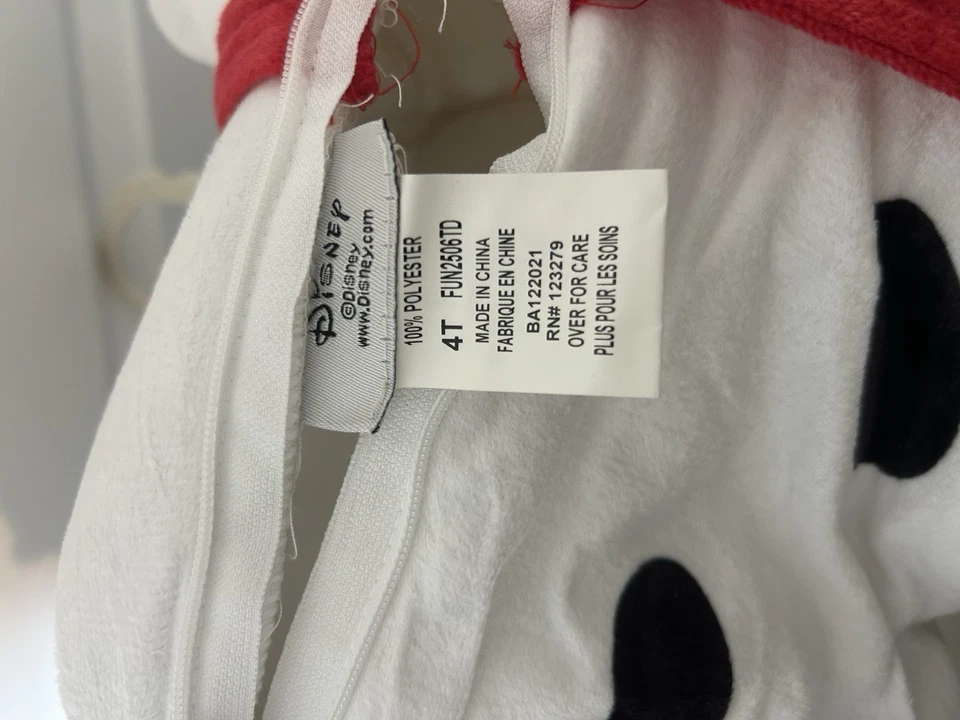 Disney
©Disney
www.Disney.com
100% POLYESTER
4T FUN2506TD
MADE IN CHINA
FABRIQUE EN CHINE
BA122021
RN# 123279
OVER FOR CARE
PLUS POUR LES SOINS